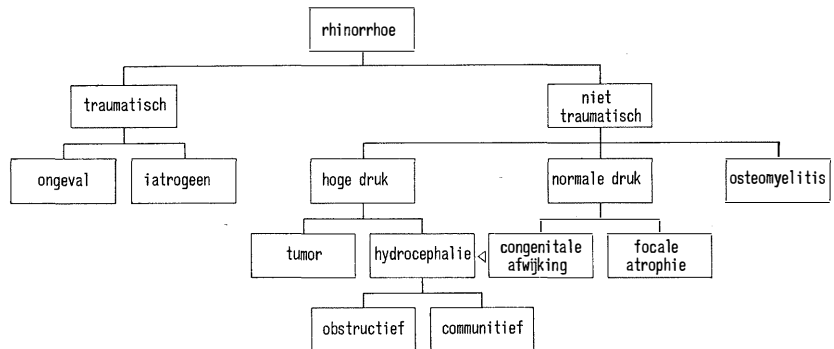 rhinorrhoe
traumatisch
niet
traumatisch
ongeval
iatrogeen
hoge druk
normale druk
osteomyelitis
tumor
hydrocephalie
congenitale
afwijking
focale
atrophie
obstructief
communitief